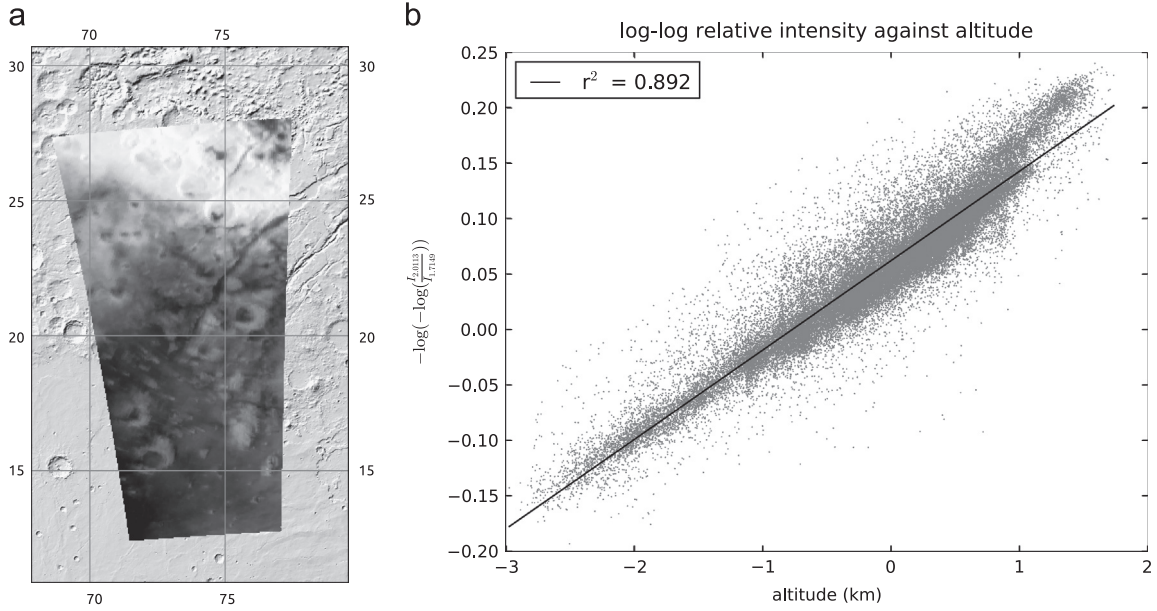 a
70 75
30 30
25 25
20 20
15 15
70 75
b
log-log relative intensity against altitude
r² = 0.892
0.25
0.20
0.15
0.10
0.05
0.00
−0.05
−0.10
−0.15
−0.20
−log(−log(I₂.₀₁₁₃/I₁.₇₁₄₉))
−3 −2 −1 0 1 2
altitude (km)